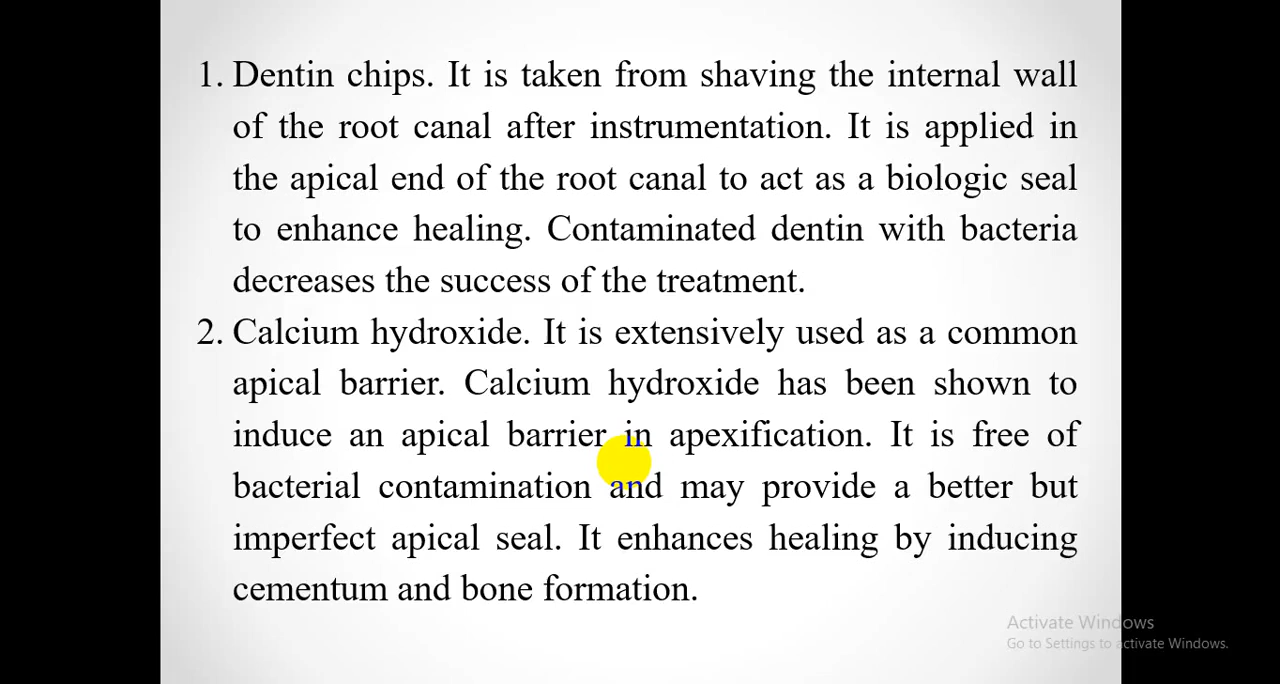 1. Dentin chips. It is taken from shaving the internal wall
of the root canal after instrumentation. It is applied in
the apical end of the root canal to act as a biologic seal
to enhance healing. Contaminated dentin with bacteria
decreases the success of the treatment.
2. Calcium hydroxide. It is extensively used as a common
apical barrier. Calcium hydroxide has been shown to
induce an apical barrier in apexification. It is free of
bacterial contamination and may provide a better but
imperfect apical seal. It enhances healing by inducing
cementum and bone formation.
Activate Windows
Go to Settings to activate Windows.